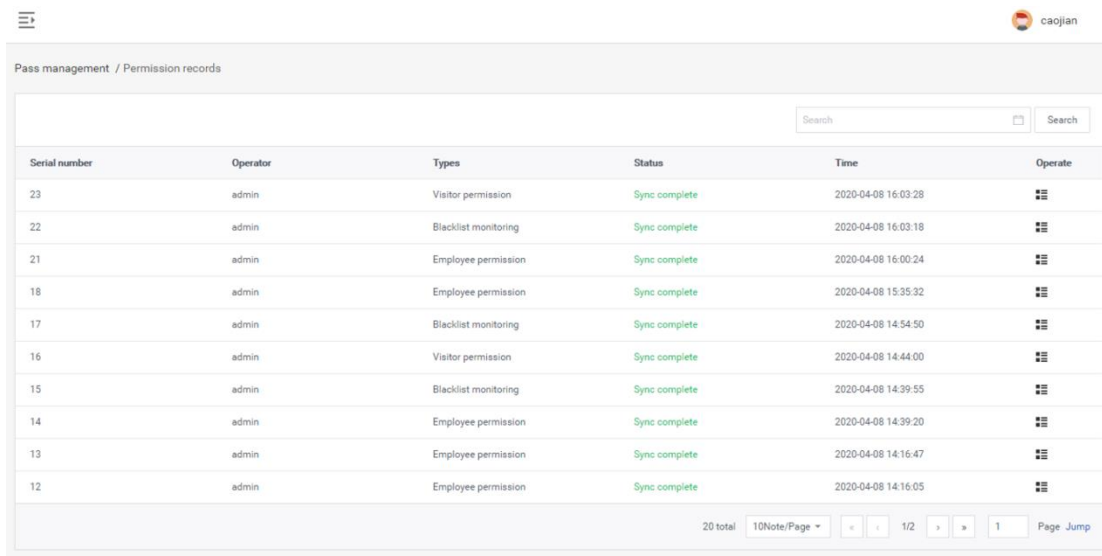 caojian
Pass management / Permission records
Search Search
Serial number Operator Types Status Time Operate
23 admin Visitor permission Sync complete 2020-04-08 16:03:28
22 admin Blacklist monitoring Sync complete 2020-04-08 16:03:18
21 admin Employee permission Sync complete 2020-04-08 16:00:24
18 admin Employee permission Sync complete 2020-04-08 15:35:32
17 admin Blacklist monitoring Sync complete 2020-04-08 14:54:50
16 admin Visitor permission Sync complete 2020-04-08 14:44:00
15 admin Blacklist monitoring Sync complete 2020-04-08 14:39:55
14 admin Employee permission Sync complete 2020-04-08 14:39:20
13 admin Employee permission Sync complete 2020-04-08 14:16:47
12 admin Employee permission Sync complete 2020-04-08 14:16:05
20 total 10Note/Page « ‹ 1/2 › » 1 Page Jump